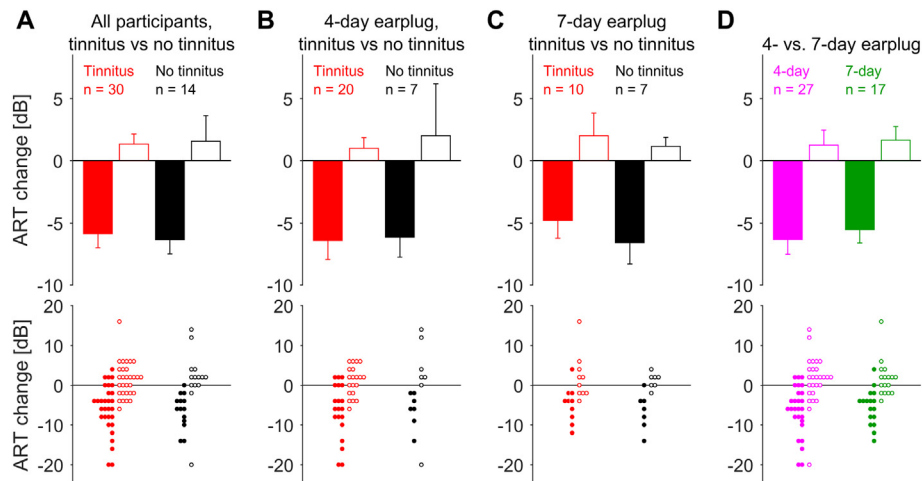 A
All participants,
tinnitus vs no tinnitus
B
4-day earplug,
tinnitus vs no tinnitus
C
7-day earplug
tinnitus vs no tinnitus
D
4- vs. 7-day earplug
Tinnitus
n = 30
No tinnitus
n = 14
Tinnitus
n = 20
No tinnitus
n = 7
Tinnitus
n = 10
No tinnitus
n = 7
4-day
n = 27
7-day
n = 17
ART change [dB]
5
0
-5
-10
5
0
-5
-10
5
0
-5
-10
5
0
-5
-10
ART change [dB]
20
10
0
-10
-20
20
10
0
-10
-20
20
10
0
-10
-20
20
10
0
-10
-20